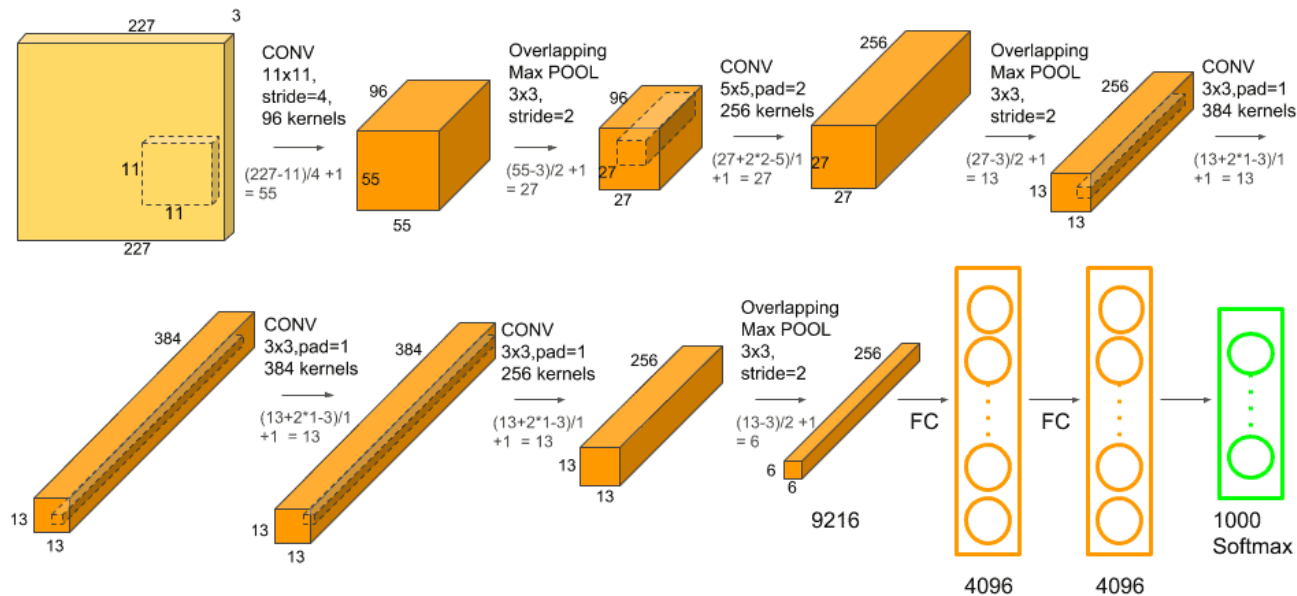 227
3
CONV
11x11,
stride=4,
96 kernels
(227-11)/4 +1
= 55
11
11
227
96
55
55
Overlapping
Max POOL
3x3,
stride=2
(55-3)/2 +1
= 27
96
27
27
CONV
5x5,pad=2
256 kernels
(27+2*2-5)/1
+1 = 27
256
27
27
Overlapping
Max POOL
3x3,
stride=2
(27-3)/2 +1
= 13
256
13
13
CONV
3x3,pad=1
384 kernels
(13+2*1-3)/1
+1 = 13
384
13
13
CONV
3x3,pad=1
384 kernels
(13+2*1-3)/1
+1 = 13
384
13
13
CONV
3x3,pad=1
256 kernels
(13+2*1-3)/1
+1 = 13
256
13
13
Overlapping
Max POOL
3x3,
stride=2
(13-3)/2 +1
= 6
256
6
6
9216
FC
4096
FC
4096
1000
Softmax